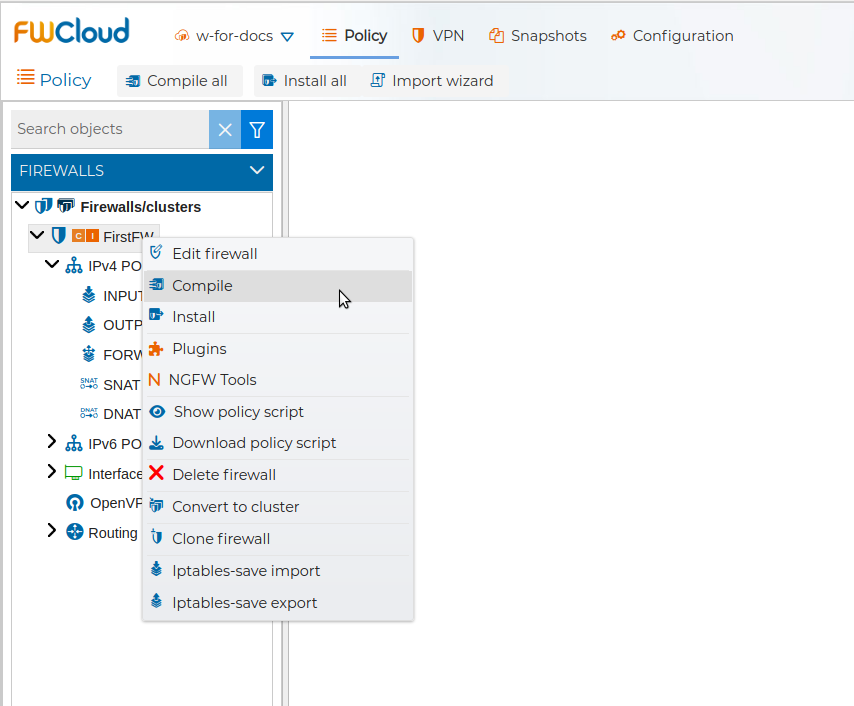 FWCloud
w-for-docs
Policy
VPN
Snapshots
Configuration
Policy
Compile all
Install all
Import wizard
Search objects
FIREWALLS
Firewalls/clusters
C I FirstFW
IPv4 PO
INPUT
OUTP
FORW
SNAT SNAT
DNAT DNAT
IPv6 PO
Interface
OpenVP
Routing
Edit firewall
Compile
Install
Plugins
N NGFW Tools
Show policy script
Download policy script
Delete firewall
Convert to cluster
Clone firewall
Iptables-save import
Iptables-save export